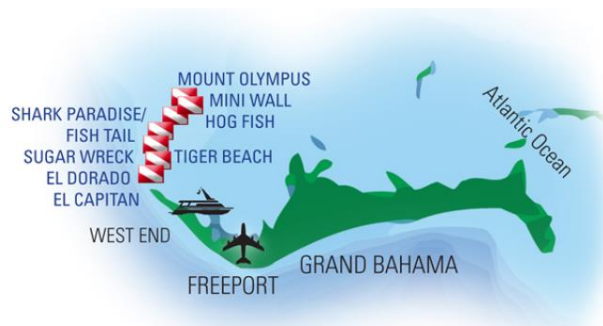 MOUNT OLYMPUS
MINI WALL
HOG FISH
SHARK PARADISE/
FISH TAIL
SUGAR WRECK
TIGER BEACH
EL DORADO
EL CAPITAN
WEST END
FREEPORT
GRAND BAHAMA
Atlantic Ocean